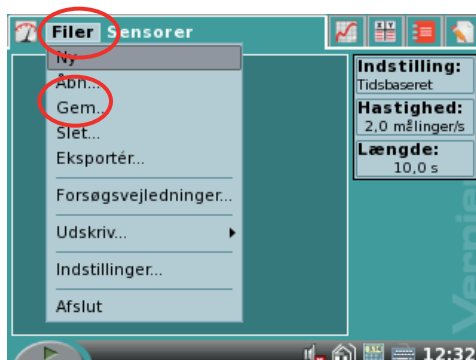 Filer Sensorer
Ny
Åbn...
Gem...
Slet...
Eksportér...
Forsøgsvejledninger...
Udskriv...
Indstillinger...
Afslut
Indstilling:
Tidsbaseret
Hastighed:
2,0 målinger/s
Længde:
10,0 s
Vernier
12:32